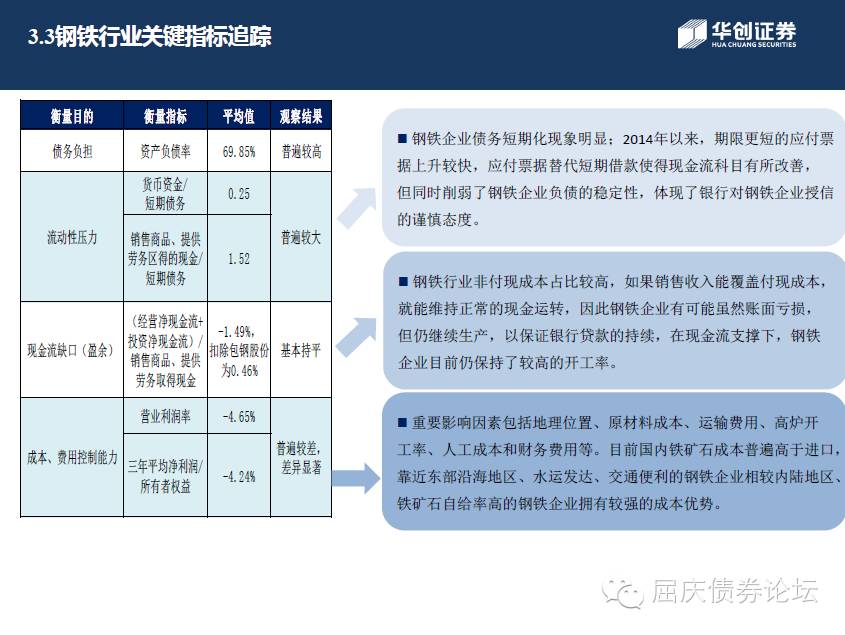 3.3钢铁行业关键指标追踪
华创证券
HUA CHUANG SECURITIES
衡量目的 衡量指标 平均值 观察结果
债务负担 资产负债率 69.85% 普遍较高
流动性压力
货币资金/
短期债务
0.25
销售商品、提供
劳务区得的现金/
短期债务
1.52
普遍较大
现金流缺口（盈余）
（经营净现金流+
投资净现金流）/
销售商品、提供
劳务取得现金
-1.49%,
扣除包钢股份
为0.46%
基本持平
成本、费用控制能力
营业利润率
-4.65%
三年平均净利润/
所有者权益
-4.24%
普遍较差，
差异显著
■ 钢铁企业债务短期化现象明显；2014年以来，期限更短的应付票
据上升较快，应付票据替代短期借款使得现金流科目有所改善，
但同时削弱了钢铁企业负债的稳定性，体现了银行对钢铁企业授信
的谨慎态度。
■ 钢铁行业非付现成本占比较高，如果销售收入能覆盖付现成本，
就能维持正常的现金运转，因此钢铁企业有可能虽然账面亏损，
但仍继续生产，以保证银行贷款的持续，在现金流支撑下，钢铁
企业目前仍保持了较高的开工率。
■ 重要影响因素包括地理位置、原材料成本、运输费用、高炉开
工率、人工成本和财务费用等。目前国内铁矿石成本普遍高于进口，
靠近东部沿海地区、水运发达、交通便利的钢铁企业相较内陆地区、
铁矿石自给率高的钢铁企业拥有较强的成本优势。
屈庆债券论坛